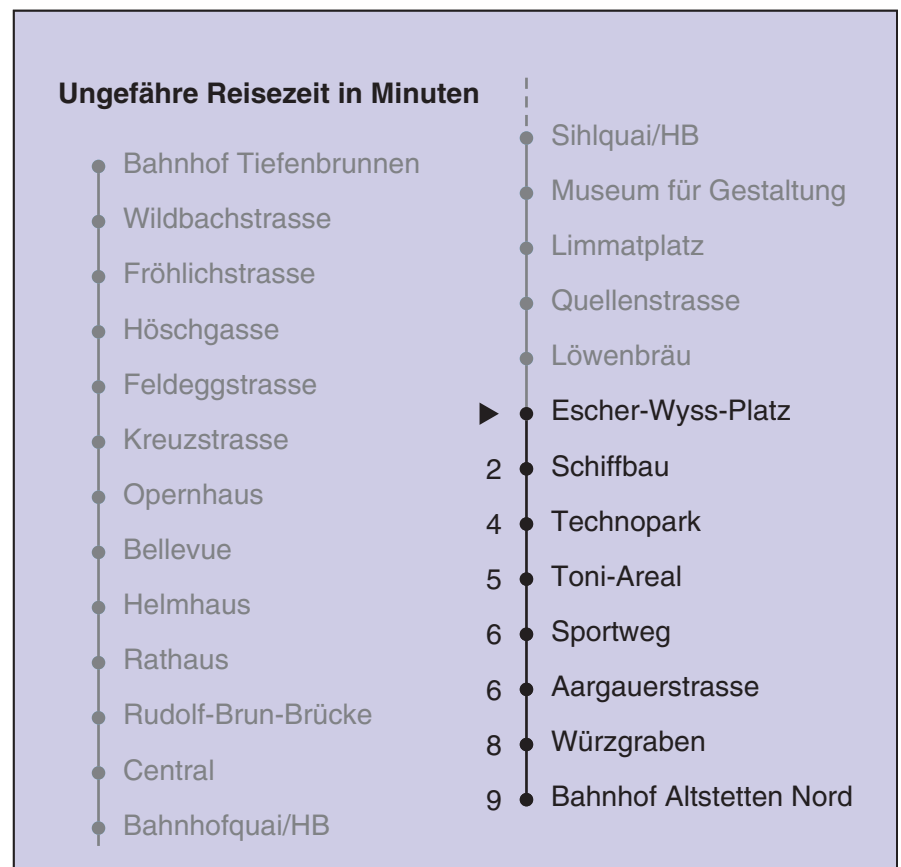 Ungefähre Reisezeit in Minuten
Bahnhof Tiefenbrunnen
Wildbachstrasse
Fröhlichstrasse
Höschgasse
Feldeggstrasse
Kreuzstrasse
Opernhaus
Bellevue
Helmhaus
Rathaus
Rudolf-Brun-Brücke
Central
Bahnhofquai/HB
Sihlquai/HB
Museum für Gestaltung
Limmatplatz
Quellenstrasse
Löwenbräu
Escher-Wyss-Platz
2 Schiffbau
4 Technopark
5 Toni-Areal
6 Sportweg
6 Aargauerstrasse
8 Würzgraben
9 Bahnhof Altstetten Nord